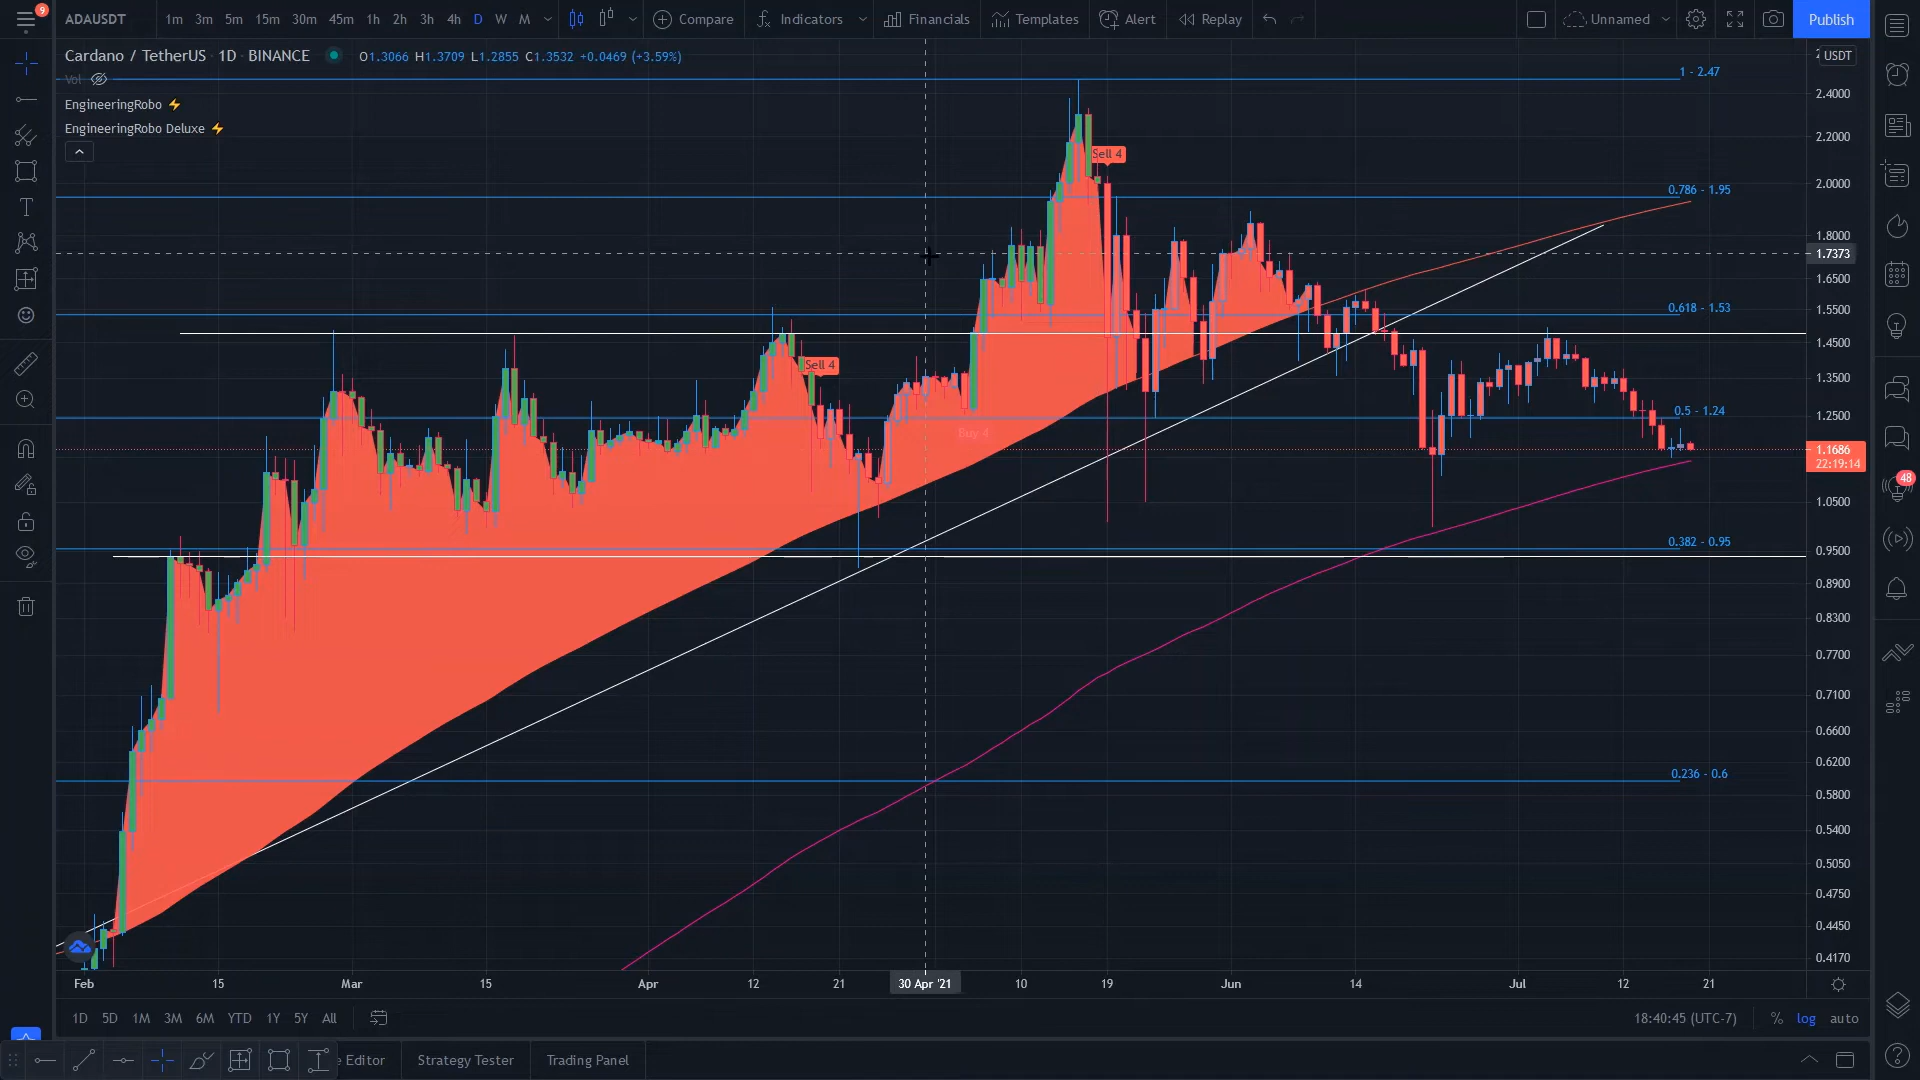 9
ADAUSDT 1m 3m 5m 15m 30m 45m 1h 2h 3h 4h D W M Compare Indicators Financials Templates Alert Replay Unnamed Publish
Cardano / TetherUS · 1D · BINANCE O1.3066 H1.3709 L1.2855 C1.3532 +0.0469 (+3.59%)
USDT
Vol
EngineeringRobo ⚡
EngineeringRobo Deluxe ⚡
1 - 2.47
2.4000
2.2000
Sell 4
2.0000
0.786 - 1.95
1.8000
1.7373
1.6500
0.618 - 1.53
1.5500
1.4500
Sell 4
1.3500
0.5 - 1.24
1.2500
Buy 4
1.1686
22:19:14
48
1.0500
0.382 - 0.95
0.9500
0.8900
0.8300
0.7700
0.7100
0.6600
0.6200
0.236 - 0.6
0.5800
0.5400
0.5050
0.4750
0.4450
0.4170
Feb 15 Mar 15 Apr 12 21 30 Apr '21 10 19 Jun 14 Jul 12 21
1D 5D 1M 3M 6M YTD 1Y 5Y All 18:40:45 (UTC-7) % log auto
e Editor Strategy Tester Trading Panel